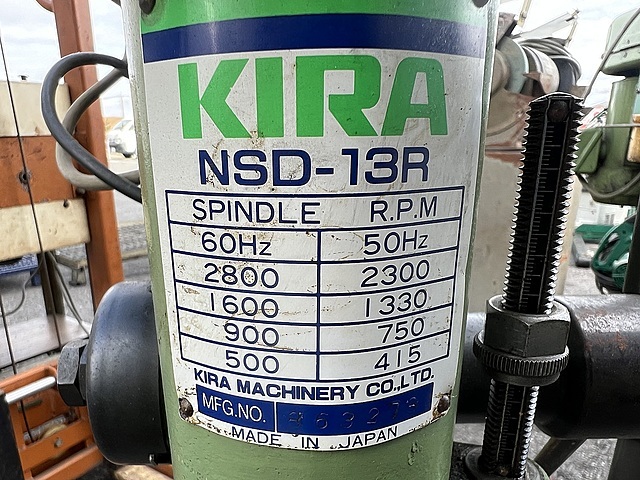 KIRA
NSD-13R
SPINDLE R.P.M
60Hz 50Hz
2800 2300
1600 1330
900 750
500 415
KIRA MACHINERY CO.,LTD.
MFG.NO.
MADE IN JAPAN